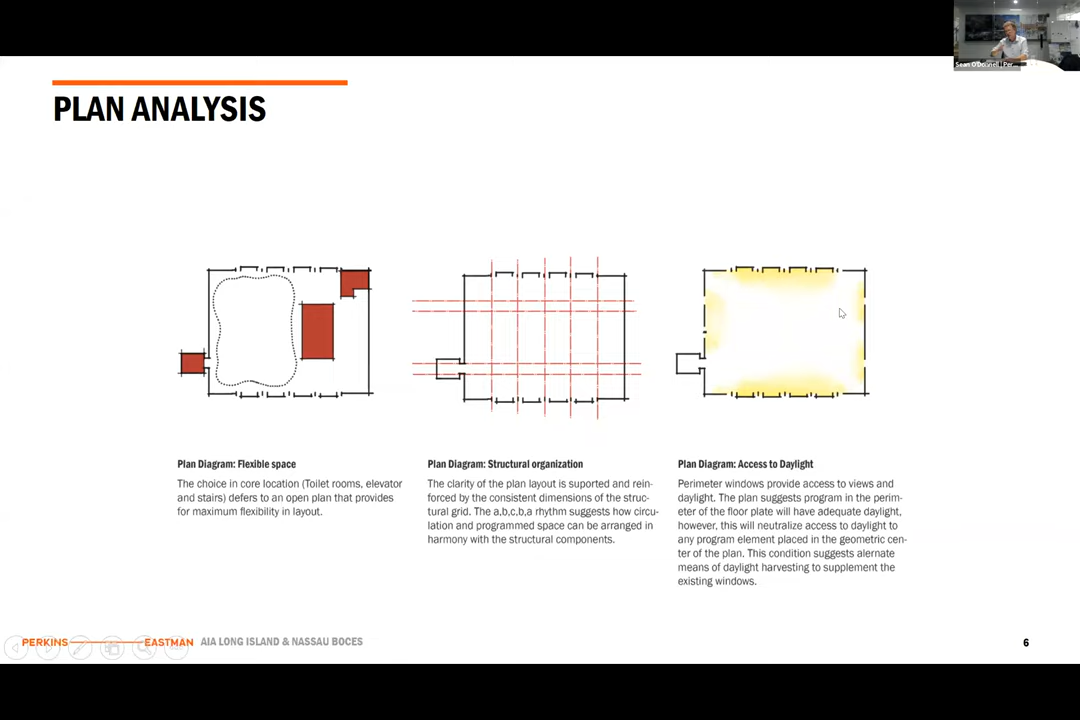 Sean O'Donnell | Per...
PLAN ANALYSIS
Plan Diagram: Flexible space
The choice in core location (Toilet rooms, elevator
and stairs) defers to an open plan that provides
for maximum flexibility in layout.
Plan Diagram: Structural organization
The clarity of the plan layout is suported and rein-
forced by the consistent dimensions of the struc-
tural grid. The a,b,c,b,a rhythm suggests how circu-
lation and programmed space can be arranged in
harmony with the structural components.
Plan Diagram: Access to Daylight
Perimeter windows provide access to views and
daylight. The plan suggests program in the perim-
eter of the floor plate will have adequate daylight,
however, this will neutralize access to daylight to
any program element placed in the geometric cen-
ter of the plan. This condition suggests alernate
means of daylight harvesting to supplement the
existing windows.
PERKINS EASTMAN AIA LONG ISLAND & NASSAU BOCES
6